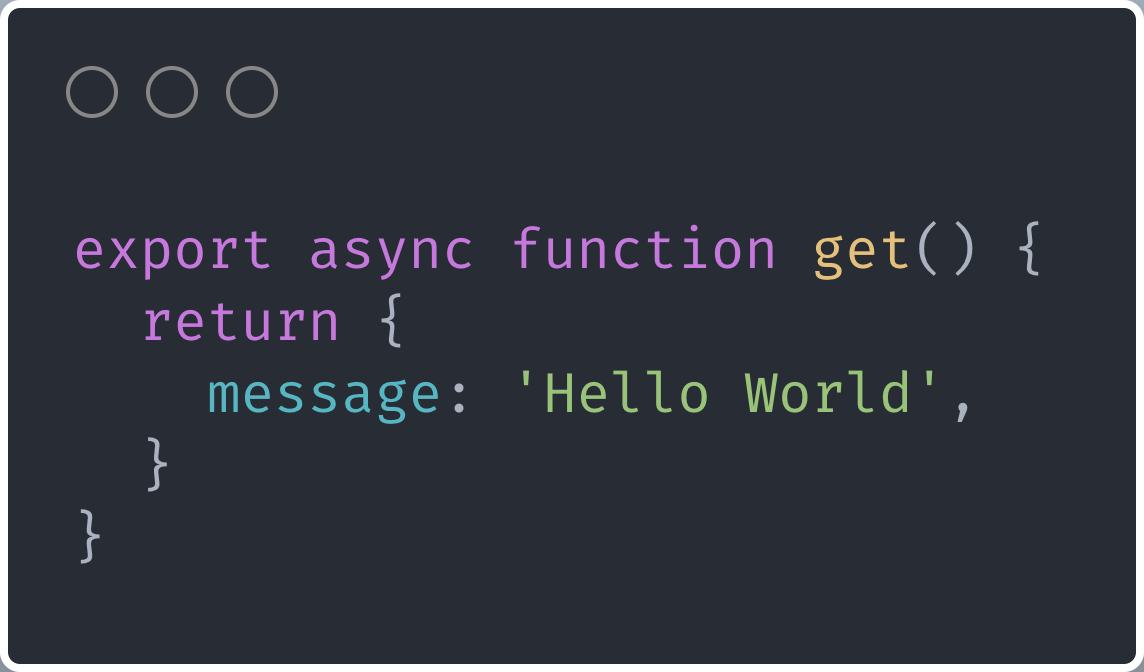 export async function get() {
  return {
    message: 'Hello World',
  }
}